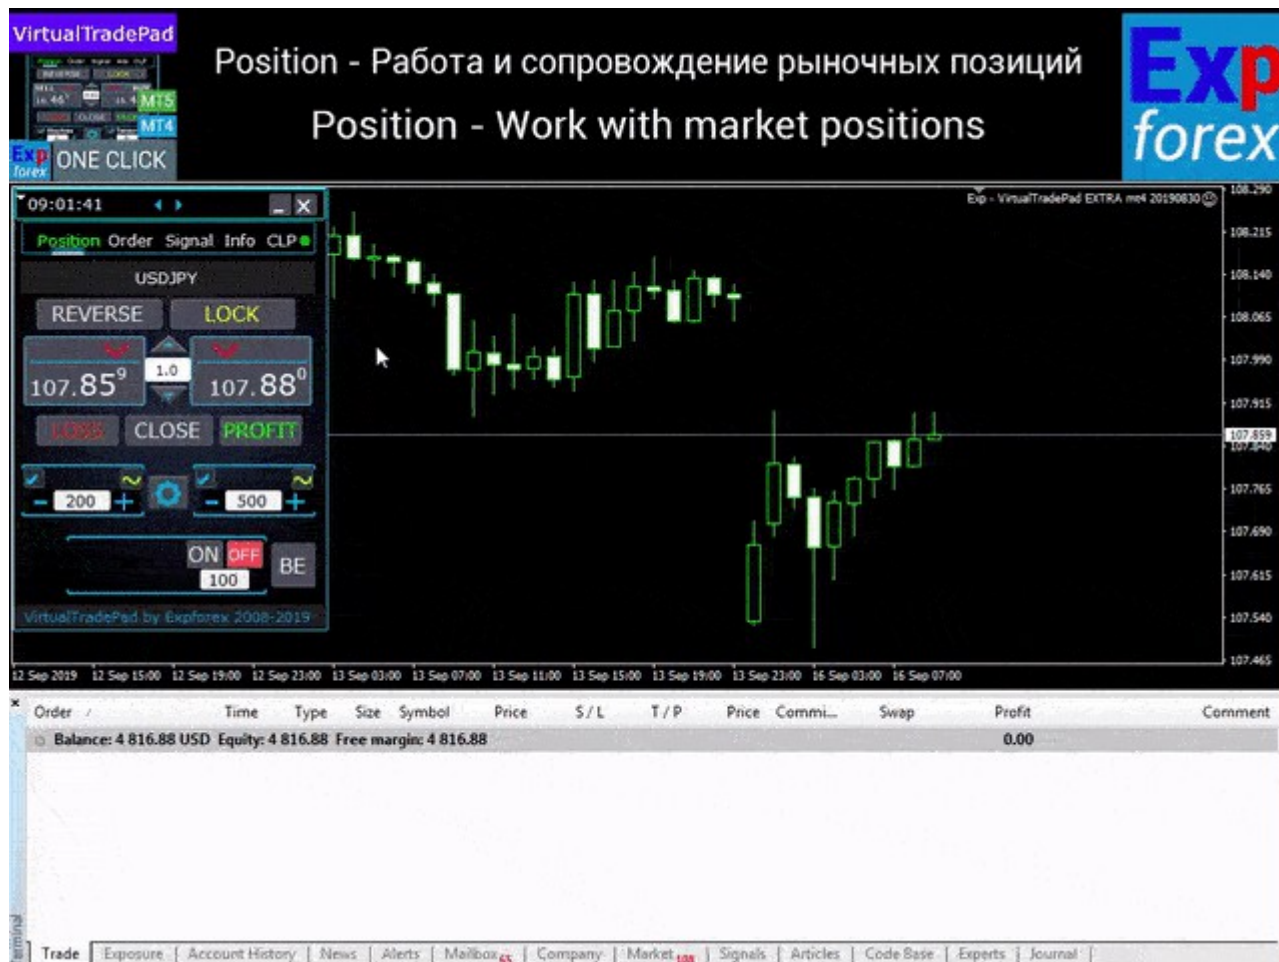 VirtualTradePad
MT5
MT4
Exp
forex
ONE CLICK
Position - Работа и сопровождение рыночных позиций
Position - Work with market positions
Exp
forex
09:01:41
Position Order Signal Info CLP
USDJPY
REVERSE LOCK
107.85⁹ 1.0 107.88⁰
LOSS CLOSE PROFIT
- 200 + - 500 +
ON OFF BE
100
VirtualTradePad by Expforex 2008-2019
Exp - VirtualTradePad EXTRA mt4 20190830
108.290
108.215
108.140
108.065
107.990
107.915
107.859
107.840
107.765
107.690
107.615
107.540
107.465
12 Sep 2019 12 Sep 15:00 12 Sep 19:00 12 Sep 23:00 13 Sep 03:00 13 Sep 07:00 13 Sep 11:00 13 Sep 15:00 13 Sep 19:00 13 Sep 23:00 16 Sep 03:00 16 Sep 07:00
Order / Time Type Size Symbol Price S / L T / P Price Commi... Swap Profit Comment
Balance: 4 816.88 USD Equity: 4 816.88 Free margin: 4 816.88 0.00
Trade Exposure Account History News Alerts Mailbox 65 Company Market 108 Signals Articles Code Base Experts Journal